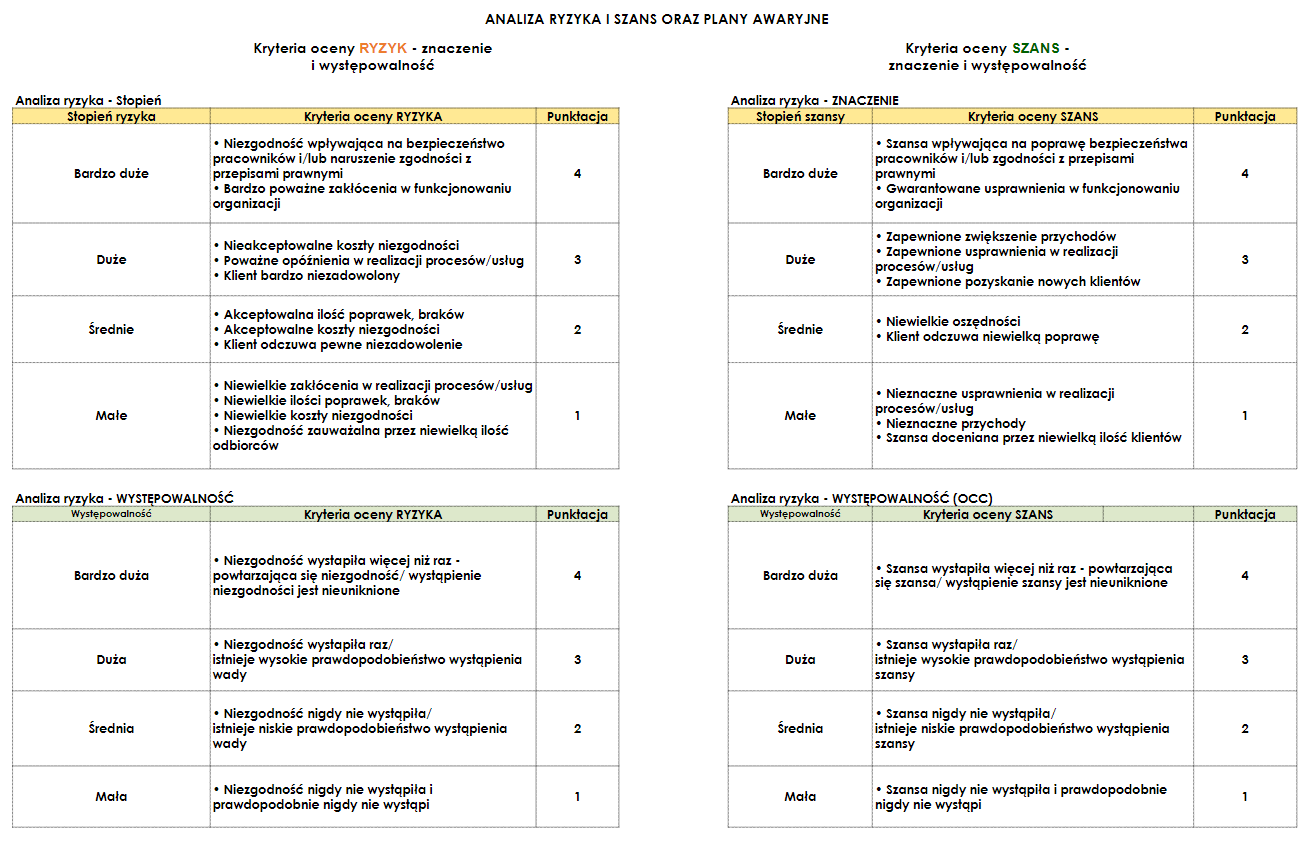 ANALIZA RYZYKA I SZANS ORAZ PLANY AWARYJNE
Kryteria oceny RYZYK - znaczenie
i występowalność
Analiza ryzyka - Stopień
Stopień ryzyka Kryteria oceny RYZYKA Punktacja
Bardzo duże
• Niezgodność wpływająca na bezpieczeństwo
pracowników i/lub naruszenie zgodności z
przepisami prawnymi
• Bardzo poważne zakłócenia w funkcjonowaniu
organizacji
4
Duże
• Nieakceptowalne koszty niezgodności
• Poważne opóźnienia w realizacji procesów/usług
• Klient bardzo niezadowolony
3
Średnie
• Akceptowalna ilość poprawek, braków
• Akceptowalne koszty niezgodności
• Klient odczuwa pewne niezadowolenie
2
Małe
• Niewielkie zakłócenia w realizacji procesów/usług
• Niewielkie ilości poprawek, braków
• Niewielkie koszty niezgodności
• Niezgodność zauważalna przez niewielką ilość
odbiorców
1
Analiza ryzyka - WYSTĘPOWALNOŚĆ
Występowalność Kryteria oceny RYZYKA Punktacja
Bardzo duża
• Niezgodność wystapiła więcej niż raz -
powtarzająca się niezgodność/ wystąpienie
niezgodności jest nieuniknione
4
Duża
• Niezgodność wystapiła raz/
istnieje wysokie prawdopodobieństwo wystąpienia
wady
3
Średnia
• Niezgodność nigdy nie wystąpiła/
istnieje niskie prawdopodobieństwo wystąpienia
wady
2
Mała
• Niezgodność nigdy nie wystąpiła i
prawdopodobnie nigdy nie wystąpi
1
Kryteria oceny SZANS -
znaczenie i występowalność
Analiza ryzyka - ZNACZENIE
Stopień szansy Kryteria oceny SZANS Punktacja
Bardzo duże
• Szansa wpływająca na poprawę bezpieczeństwa
pracowników i/lub zgodności z przepisami
prawnymi
• Gwarantowane usprawnienia w funkcjonowaniu
organizacji
4
Duże
• Zapewnione zwiększenie przychodów
• Zapewnione usprawnienia w realizacji
procesów/usług
• Zapewnione pozyskanie nowych klientów
3
Średnie
• Niewielkie oszędności
• Klient odczuwa niewielką poprawę
2
Małe
• Nieznaczne usprawnienia w realizacji
procesów/usług
• Nieznaczne przychody
• Szansa doceniana przez niewielką ilość klientów
1
Analiza ryzyka - WYSTĘPOWALNOŚĆ (OCC)
Występowalność Kryteria oceny SZANS Punktacja
Bardzo duża
• Szansa wystapiła więcej niż raz - powtarzająca
się szansa/ wystąpienie szansy jest nieuniknione
4
Duża
• Szansa wystapiła raz/
istnieje wysokie prawdopodobieństwo wystąpienia
szansy
3
Średnia
• Szansa nigdy nie wystąpiła/
istnieje niskie prawdopodobieństwo wystąpienia
szansy
2
Mała
• Szansa nigdy nie wystąpiła i prawdopodobnie
nigdy nie wystąpi
1